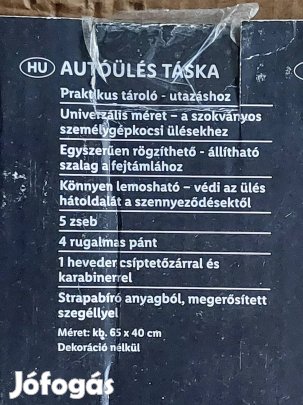 HU AUTÓÜLÉS TÁSKA
Praktikus tároló - utazáshoz
Univerzális méret – a szokványos
személygépkocsi ülésekhez
Egyszerűen rögzíthető - állítható
szalag a fejtámlához
Könnyen lemosható – védi az ülés
hátoldalát a szennyeződésektől
5 zseb
4 rugalmas pánt
1 heveder csíptetőzárral és
karabinerrel
Strapabíró anyagból, megerősített
szegéllyel
Méret: kb. 65 x 40 cm
Dekoráció nélkül
Jófogás